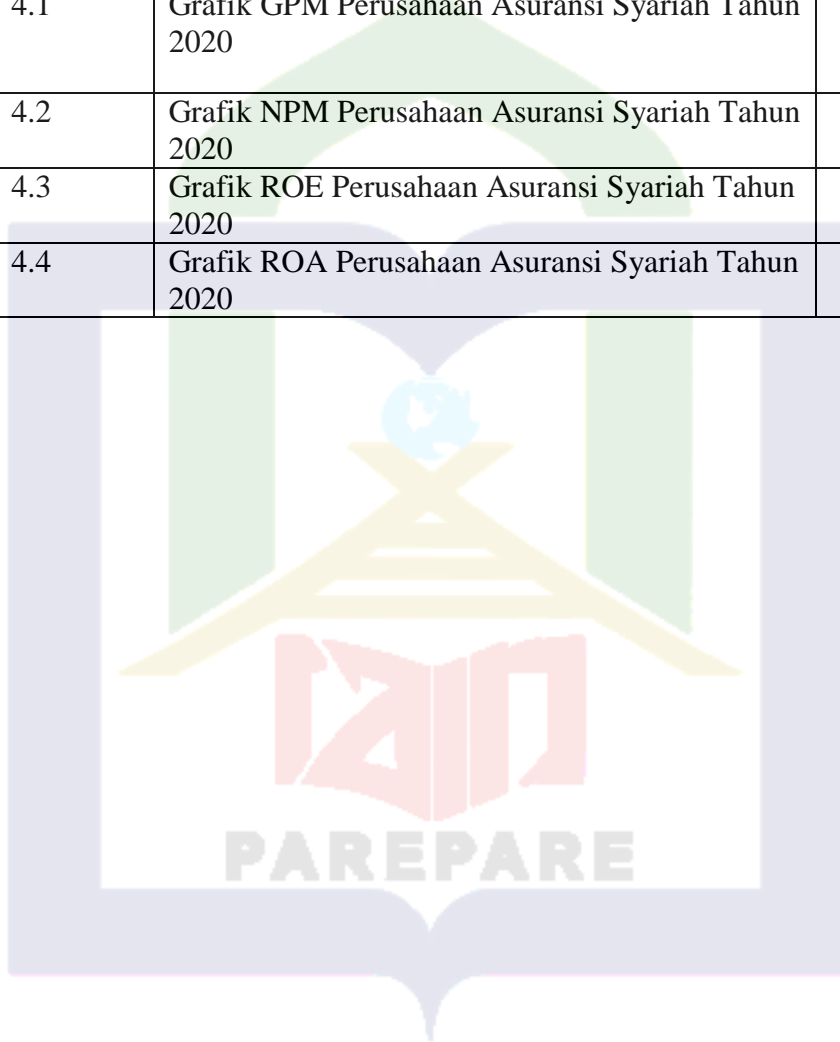 4.1 Grafik GPM Perusahaan Asuransi Syariah Tahun
2020
4.2 Grafik NPM Perusahaan Asuransi Syariah Tahun
2020
4.3 Grafik ROE Perusahaan Asuransi Syariah Tahun
2020
4.4 Grafik ROA Perusahaan Asuransi Syariah Tahun
2020
iain
PAREPARE